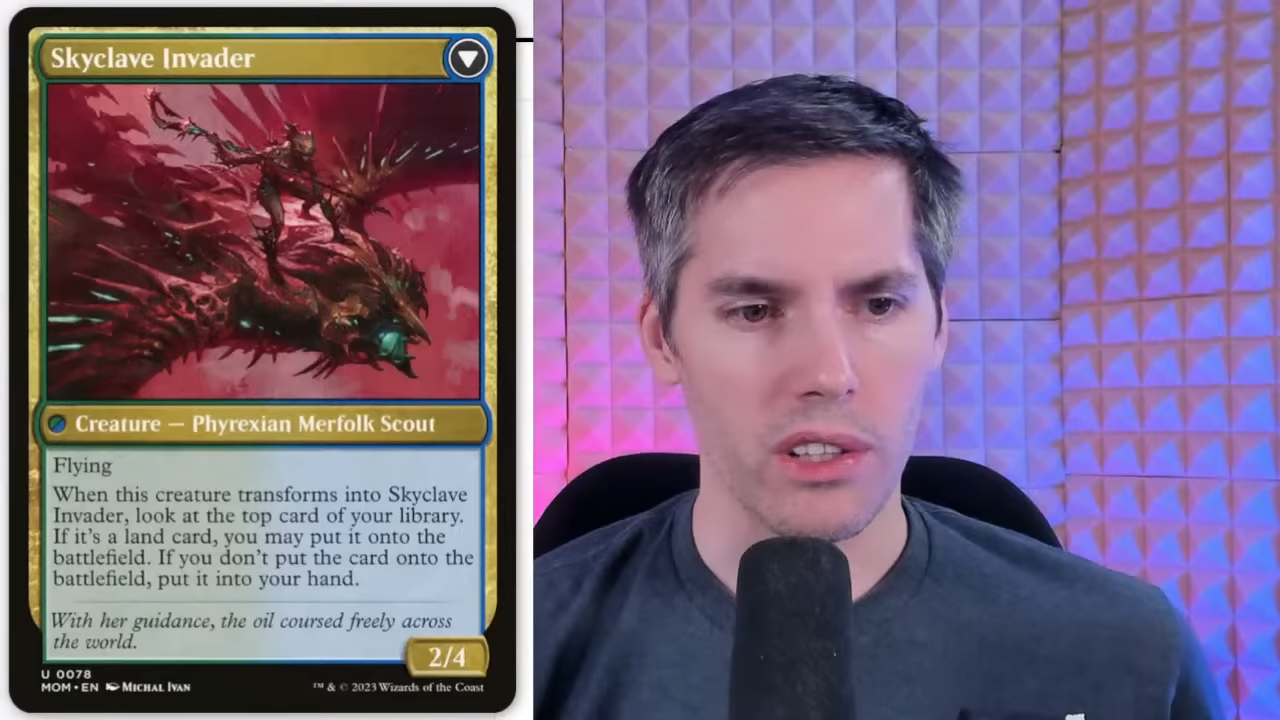 Skyclave Invader
Creature — Phyrexian Merfolk Scout
Flying
When this creature transforms into Skyclave
Invader, look at the top card of your library.
If it's a land card, you may put it onto the
battlefield. If you don't put the card onto the
battlefield, put it into your hand.
With her guidance, the oil coursed freely across
the world.
2/4
U 0078
MOM • EN Michal Ivan
™ & © 2023 Wizards of the Coast